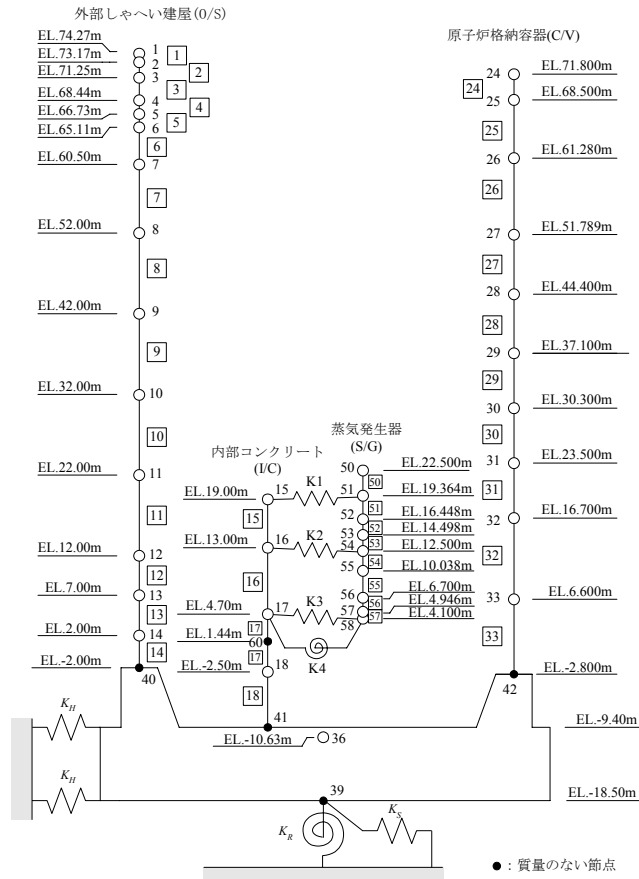 外部しゃへい建屋(O/S)
EL.74.27m
EL.73.17m
EL.71.25m
EL.68.44m
EL.66.73m
EL.65.11m
EL.60.50m
EL.52.00m
EL.42.00m
EL.32.00m
EL.22.00m
EL.12.00m
EL.7.00m
EL.2.00m
EL.-2.00m
1
2
3
4
5
6
7
8
9
10
11
12
13
14
40
1
2
3
4
5
6
7
8
9
10
11
12
13
14
内部コンクリート
(I/C)
EL.19.00m
EL.13.00m
EL.4.70m
EL.1.44m
EL.-2.50m
15
16
17
60
18
41
15
16
17
17
18
K1
K2
K3
K4
蒸気発生器
(S/G)
50
51
52
53
54
55
56
57
58
50
51
52
53
54
55
56
57
EL.22.500m
EL.19.364m
EL.16.448m
EL.14.498m
EL.12.500m
EL.10.038m
EL.6.700m
EL.4.946m
EL.4.100m
原子炉格納容器(C/V)
24
25
26
27
28
29
30
31
32
33
42
24
25
26
27
28
29
30
31
32
33
EL.71.800m
EL.68.500m
EL.61.280m
EL.51.789m
EL.44.400m
EL.37.100m
EL.30.300m
EL.23.500m
EL.16.700m
EL.6.600m
EL.-2.800m
EL.-9.40m
EL.-18.50m
EL.-10.63m
36
39
K_H
K_H
K_R
K_S
●：質量のない節点